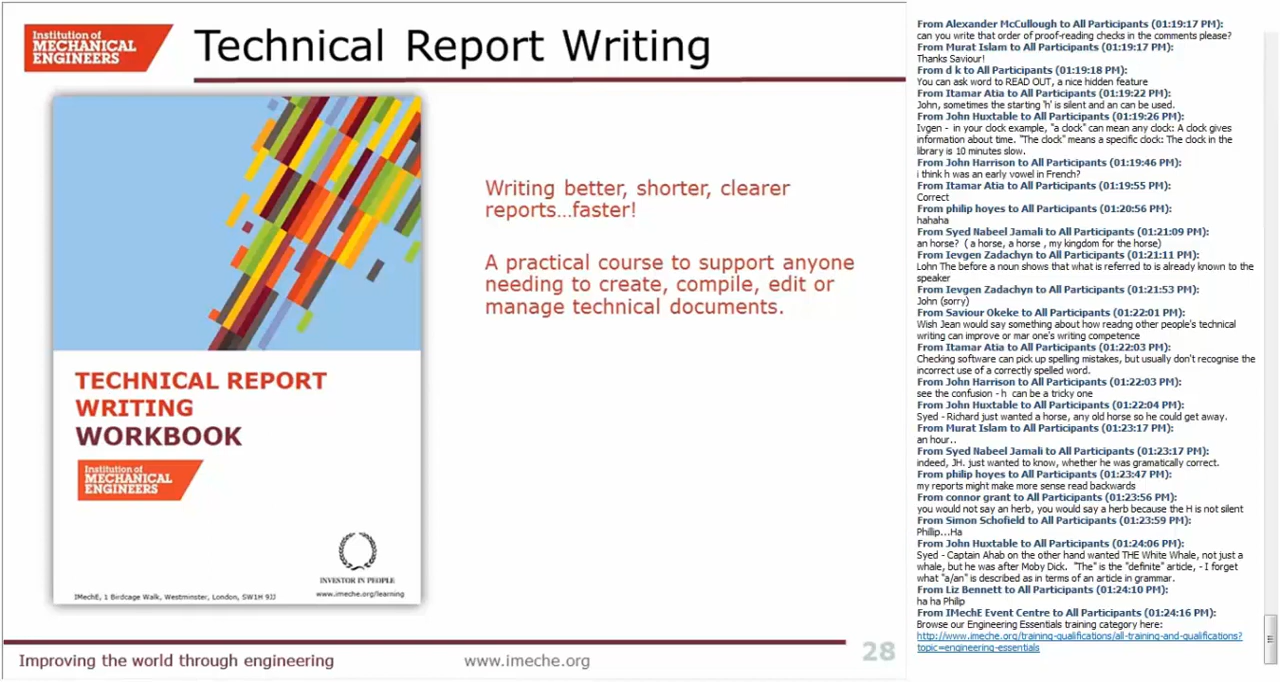 Institution of
MECHANICAL
ENGINEERS
Technical Report Writing
TECHNICAL REPORT
WRITING
WORKBOOK
Institution of
MECHANICAL
ENGINEERS
INVESTOR IN PEOPLE
IMechE, 1 Birdcage Walk, Westminster, London, SW1H 9JJ
www.imeche.org/learning
Writing better, shorter, clearer
reports...faster!
A practical course to support anyone
needing to create, compile, edit or
manage technical documents.
Improving the world through engineering
www.imeche.org
28
From Alexander McCullough to All Participants (01:19:17 PM):
can you write that order of proof-reading checks in the comments please?
From Murat Islam to All Participants (01:19:17 PM):
Thanks Saviour!
From d k to All Participants (01:19:18 PM):
You can ask word to READ OUT, a nice hidden feature
From Itamar Atia to All Participants (01:19:22 PM):
John, sometimes the starting 'h' is silent and an can be used.
From John Huxtable to All Participants (01:19:26 PM):
Ivgen - in your clock example, "a clock" can mean any clock: A clock gives
information about time. "The clock" means a specific clock: The clock in the
library is 10 minutes slow.
From John Harrison to All Participants (01:19:46 PM):
i think h was an early vowel in French?
From Itamar Atia to All Participants (01:19:55 PM):
Correct
From philip hoyes to All Participants (01:20:56 PM):
hahaha
From Syed Nabeel Jamali to All Participants (01:21:09 PM):
an horse? ( a horse, a horse , my kingdom for the horse)
From Ievgen Zadachyn to All Participants (01:21:11 PM):
Lohn The before a noun shows that what is referred to is already known to the
speaker
From Ievgen Zadachyn to All Participants (01:21:53 PM):
John (sorry)
From Saviour Okeke to All Participants (01:22:01 PM):
Wish Jean would say something about how readng other people's technical
writing can improve or mar one's writing competence
From Itamar Atia to All Participants (01:22:03 PM):
Checking software can pick up spelling mistakes, but usually don't recognise the
incorrect use of a correctly spelled word.
From John Harrison to All Participants (01:22:03 PM):
see the confusion - h can be a tricky one
From John Huxtable to All Participants (01:22:04 PM):
Syed - Richard just wanted a horse, any old horse so he could get away.
From Murat Islam to All Participants (01:23:17 PM):
an hour..
From Syed Nabeel Jamali to All Participants (01:23:17 PM):
indeed, JH. just wanted to know, whether he was gramatically correct.
From philip hoyes to All Participants (01:23:47 PM):
my reports might make more sense read backwards
From connor grant to All Participants (01:23:56 PM):
you would not say an herb, you would say a herb because the H is not silent
From Simon Schofield to All Participants (01:23:59 PM):
Phillip...Ha
From John Huxtable to All Participants (01:24:06 PM):
Syed - Captain Ahab on the other hand wanted THE White Whale, not just a
whale, but he was after Moby Dick. "The" is the "definite" article, - I forget
what "a/an" is described as in terms of an article in grammar.
From Liz Bennett to All Participants (01:24:10 PM):
ha ha Philip
From IMechE Event Centre to All Participants (01:24:16 PM):
Browse our Engineering Essentials training category here:
http://www.imeche.org/training-qualifications/all-training-and-qualifications?
topic=engineering-essentials